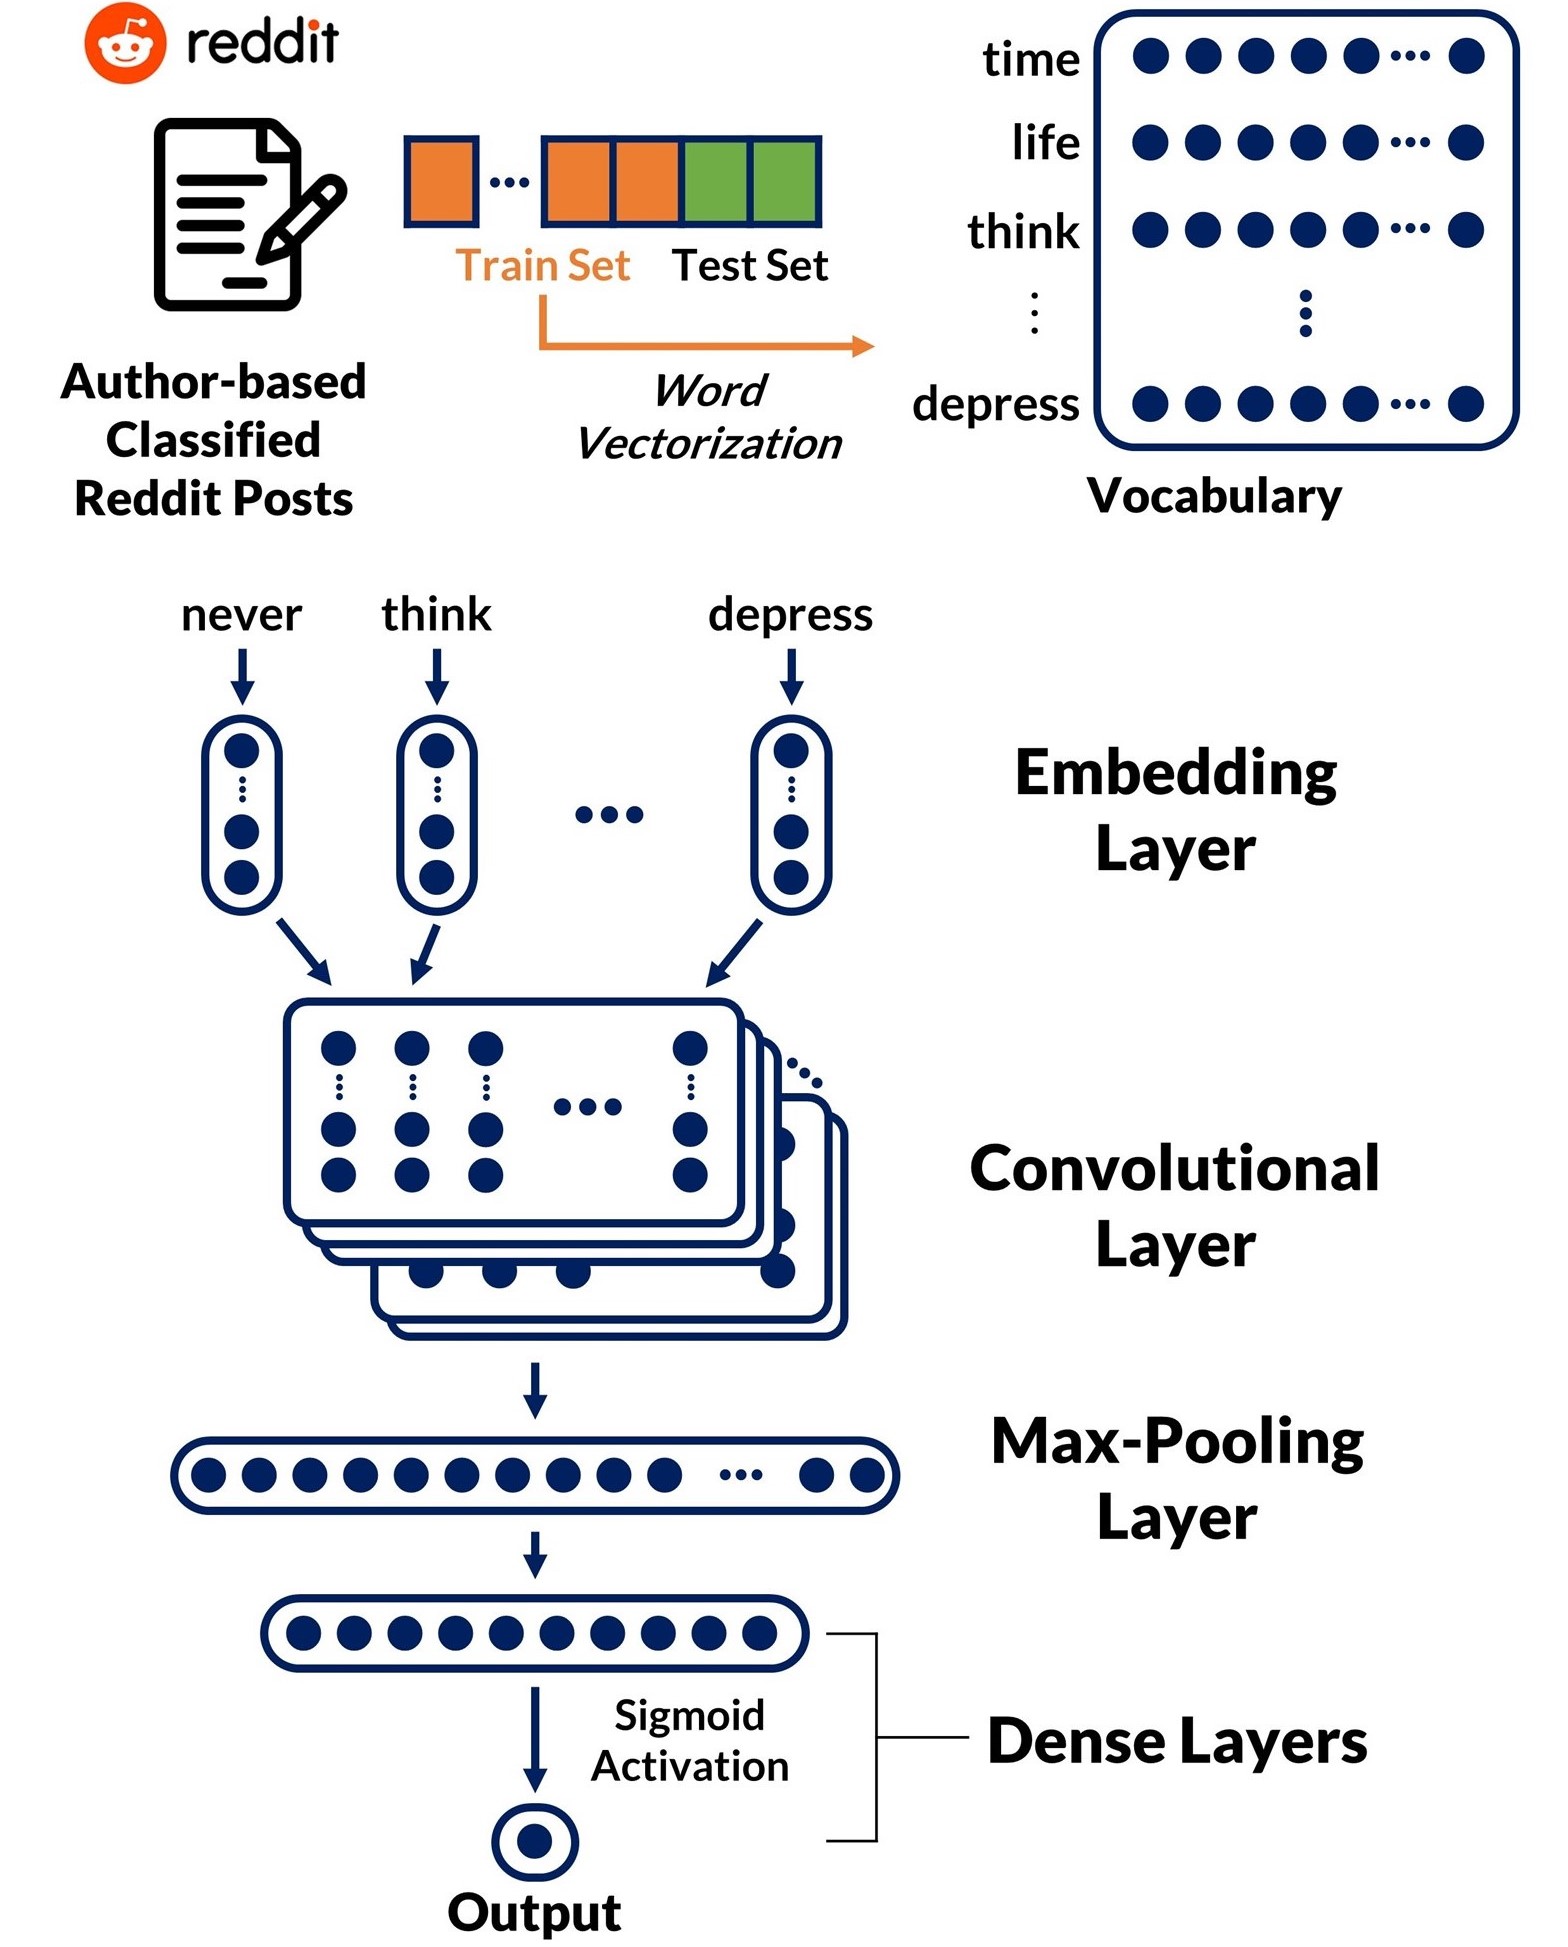 reddit
Author-based
Classified
Reddit Posts
Train Set
Test Set
Word
Vectorization
time
life
think
depress
Vocabulary
never
think
depress
Embedding
Layer
Convolutional
Layer
Max-Pooling
Layer
Sigmoid
Activation
Dense Layers
Output